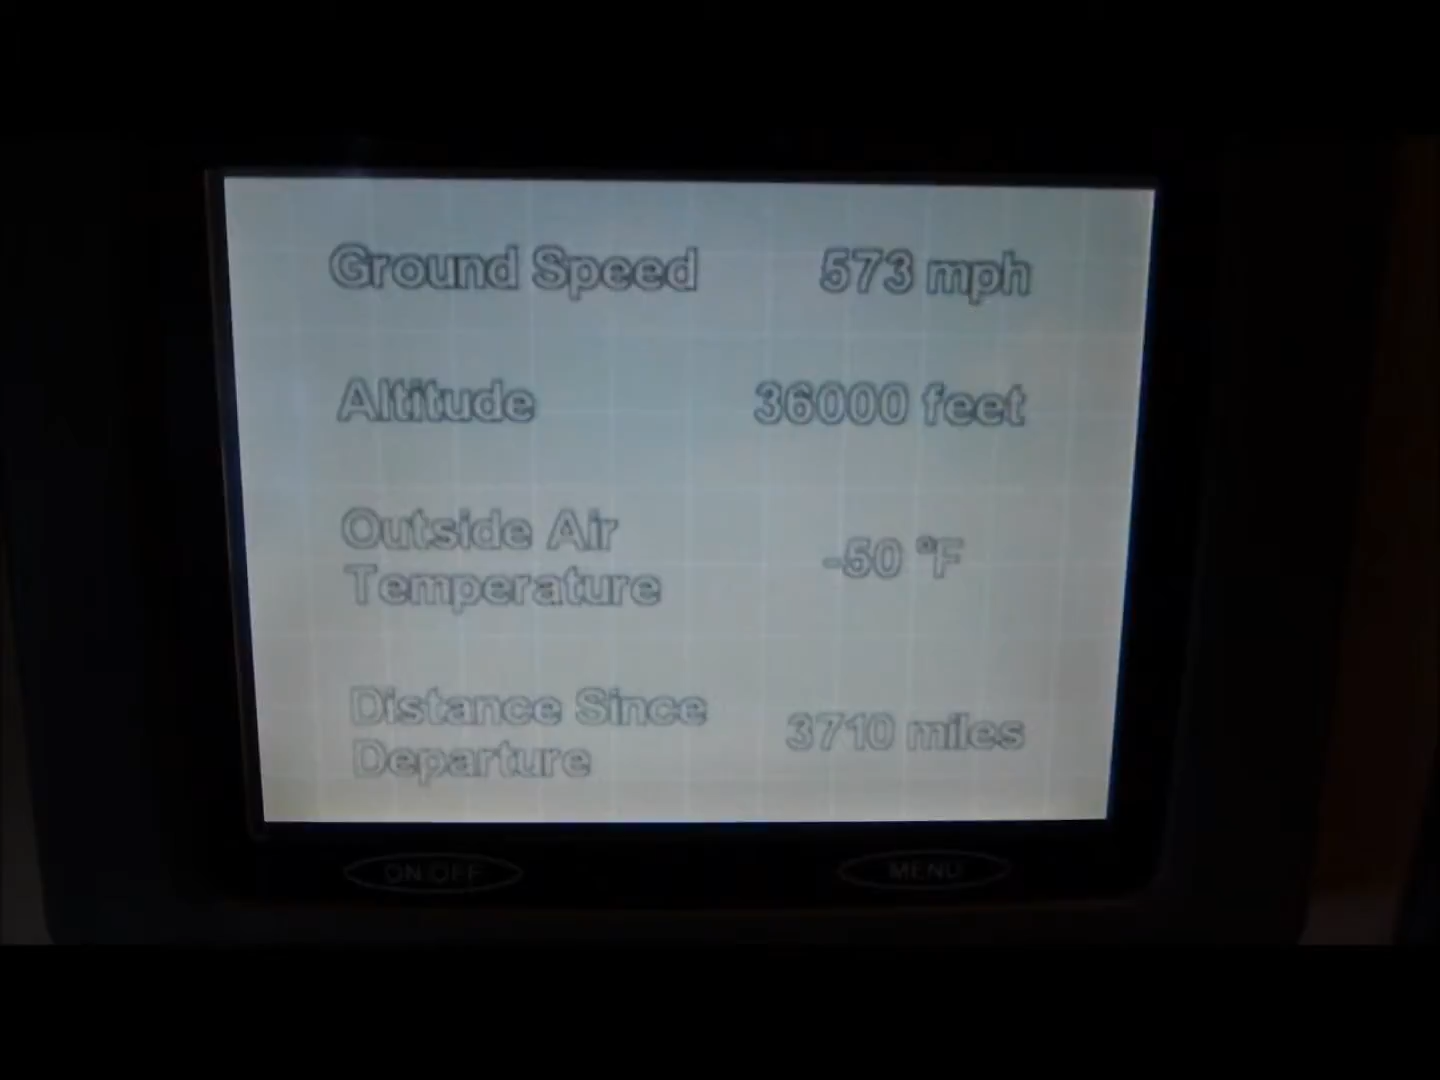 Ground Speed 573 mph
Altitude 36000 feet
Outside Air
Temperature -50 °F
Distance Since
Departure 3710 miles
ON/OFF MENU